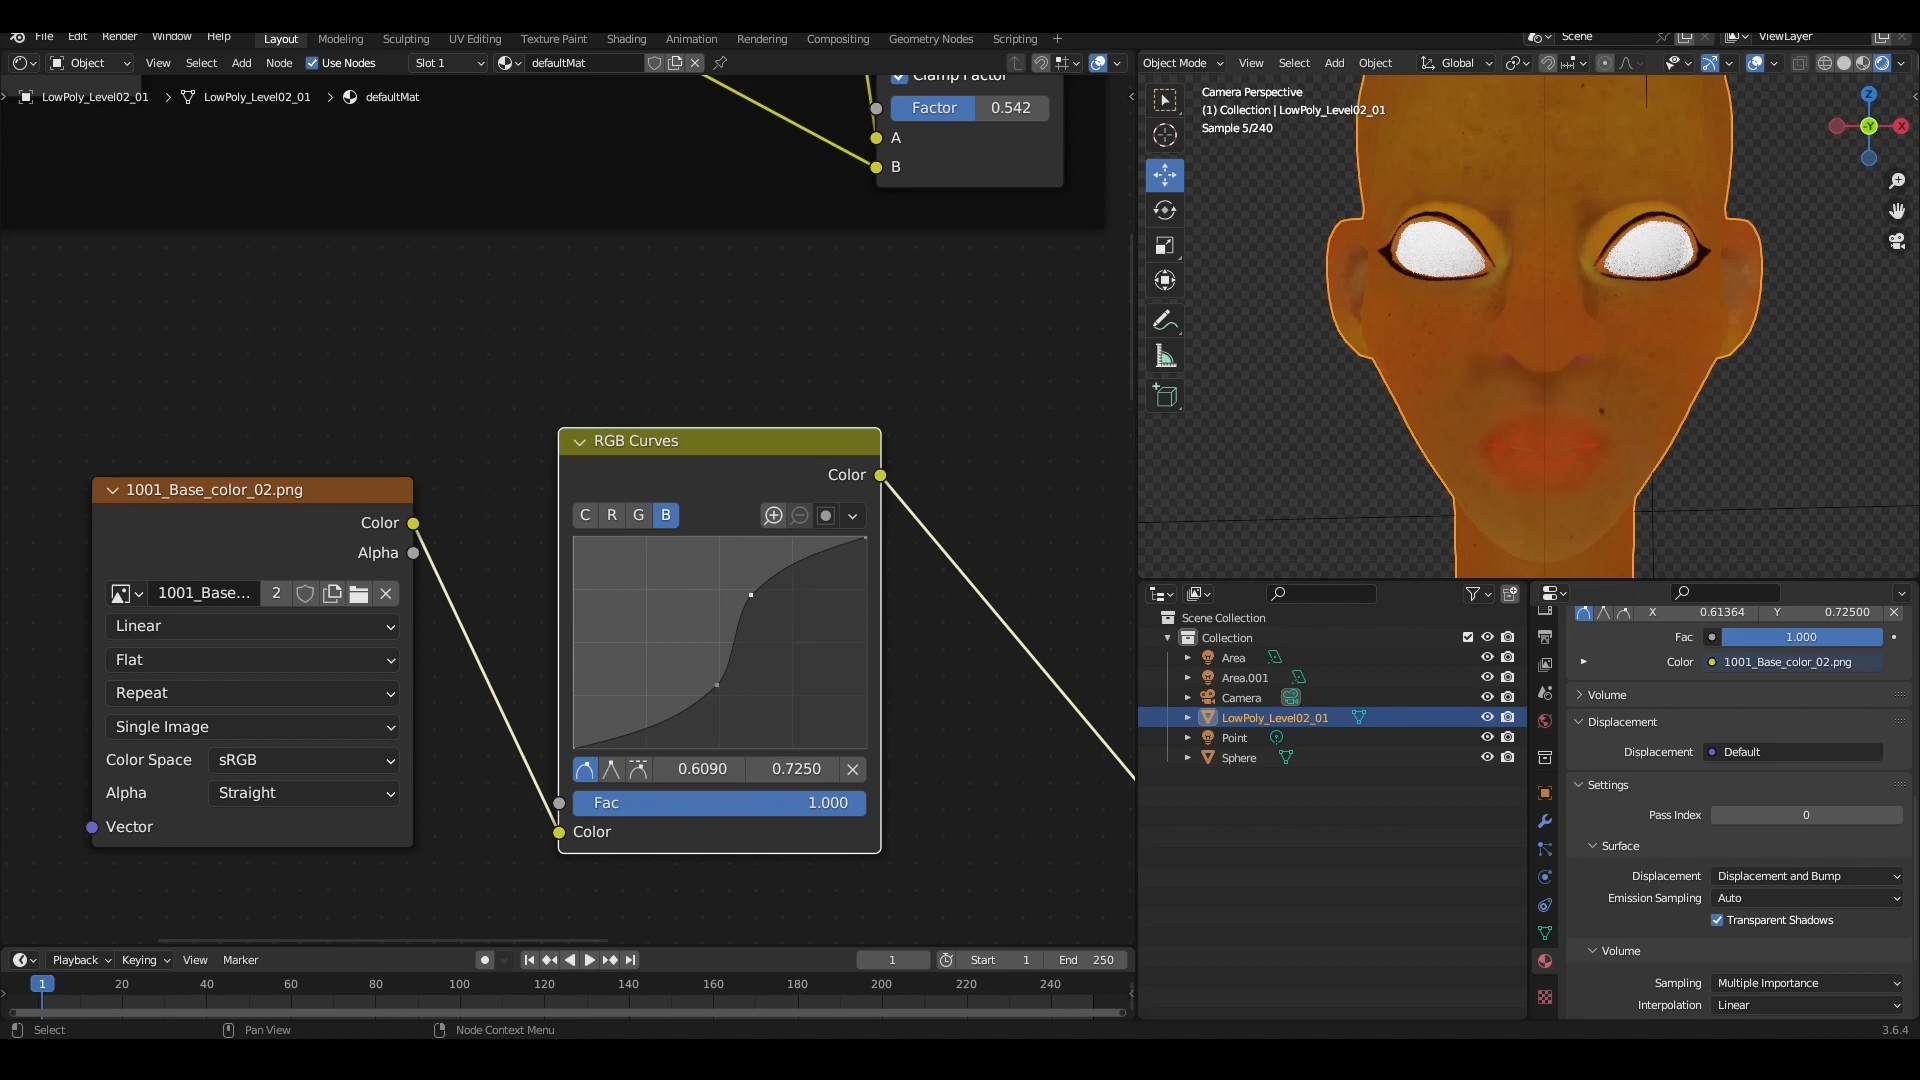 File Edit Render Window Help Layout Modeling Sculpting UV Editing Texture Paint Shading Animation Rendering Compositing Geometry Nodes Scripting + Scene ViewLayer
Object View Select Add Node Use Nodes Slot 1 defaultMat
LowPoly_Level02_01 > LowPoly_Level02_01 > defaultMat
Clamp Factor
Factor 0.542
A
B
RGB Curves
Color
C R G B
0.6090 0.7250
Fac 1.000
Color
1001_Base_color_02.png
Color
Alpha
1001_Base... 2
Linear
Flat
Repeat
Single Image
Color Space sRGB
Alpha Straight
Vector
Playback Keying View Marker 1 Start 1 End 250
1 20 40 60 80 100 120 140 160 180 200 220 240
Select Pan View Node Context Menu 3.6.4
Object Mode View Select Add Object Global
Camera Perspective
(1) Collection | LowPoly_Level02_01
Sample 5/240
Z
-Y
X
Scene Collection
Collection
Area
Area.001
Camera
LowPoly_Level02_01
Point
Sphere
X 0.61364 Y 0.72500
Fac 1.000
Color 1001_Base_color_02.png
Volume
Displacement
Displacement Default
Settings
Pass Index 0
Surface
Displacement Displacement and Bump
Emission Sampling Auto
Transparent Shadows
Volume
Sampling Multiple Importance
Interpolation Linear